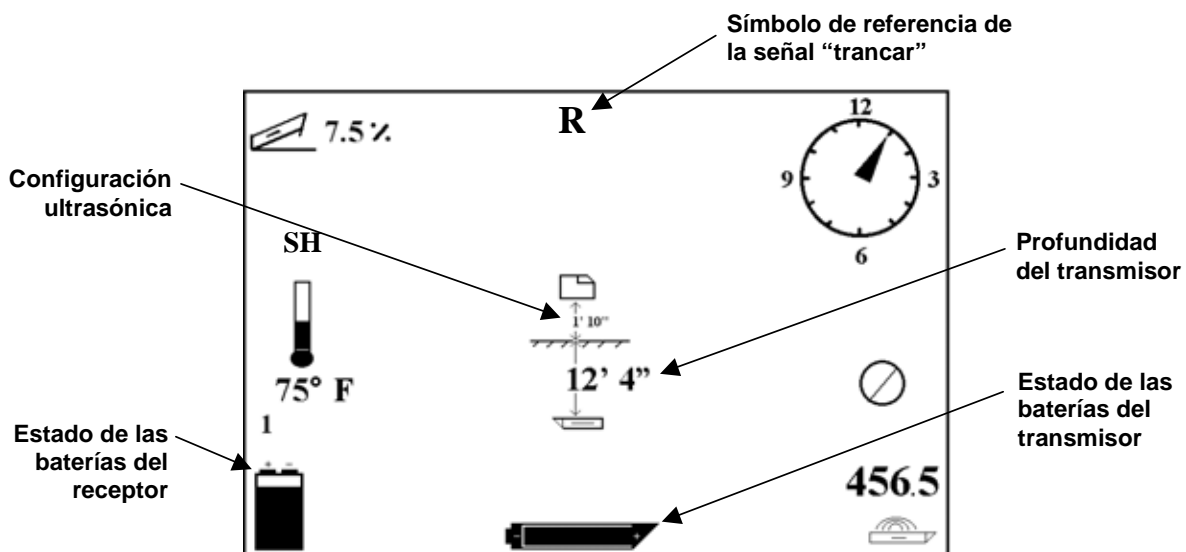 Símbolo de referencia de
la señal “trancar”
7.5 %
R
12
3
6
9
Configuración
ultrasónica
SH
1' 10"
Profundidad
del transmisor
12’ 4”
75° F
1
Estado de las
baterías del
transmisor
Estado de las
baterías del
receptor
+ -
456.5
- +